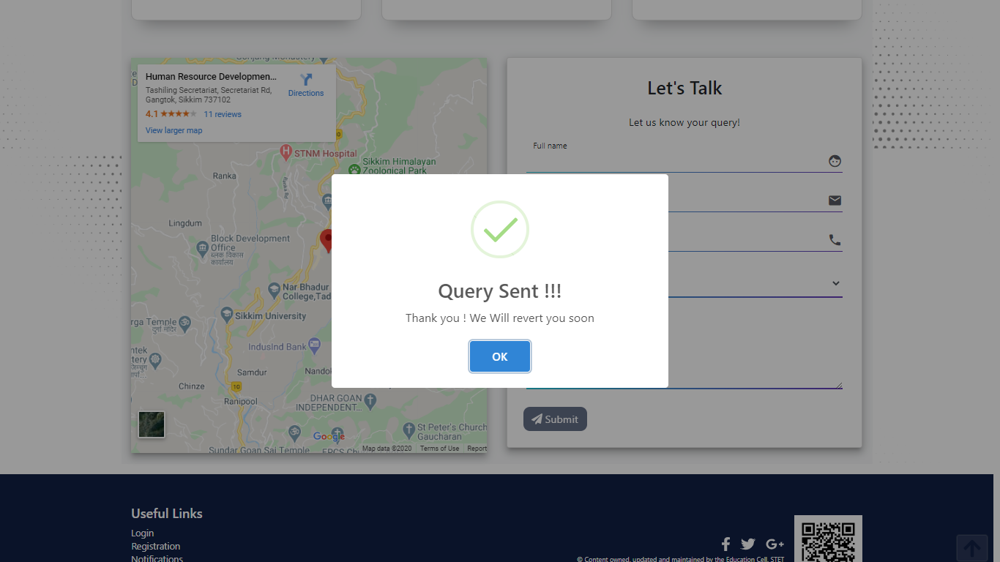 Human Resource Developmen...
Tashiling Secretariat, Secretariat Rd,
Gangtok, Sikkim 737102
4.1
11 reviews
View larger map
Directions
10
STNM Hospital
Sikkim Himalayan
Zoological Park
Ranka
Ranka Rd
Lingdum
Block Development
Office
ब्लक विकास
कार्यालय
Nar Bhadur
College,Tad
Sikkim University
rga Temple
दुर्गा मंदिर
IndusInd Bank
Samdur
Nando
Chinze
10
Ranipool
DHAR GOAN
INDEPENDENT...
St Peter's Church
Gaucharan
Sundar Goan Sai Temple
Google
Map data ©2020
Terms of Use
Report
Let's Talk
Let us know your query!
Full name
Query Sent !!!
Thank you ! We Will revert you soon
OK
Submit
Useful Links
Login
Registration
Notifications
© Content owned, updated and maintained by the Education Cell, STET